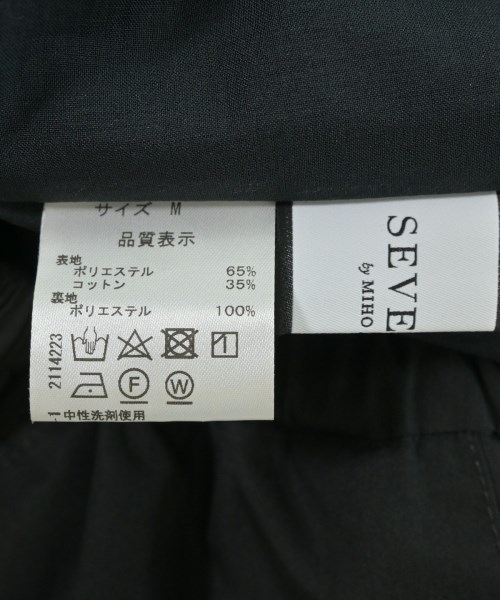 サイズ M
品質表示
表地
ポリエステル 65%
コットン 35%
裏地
ポリエステル 100%
2114223
F W
-1 中性洗剤使用
SEVE
by MIHO